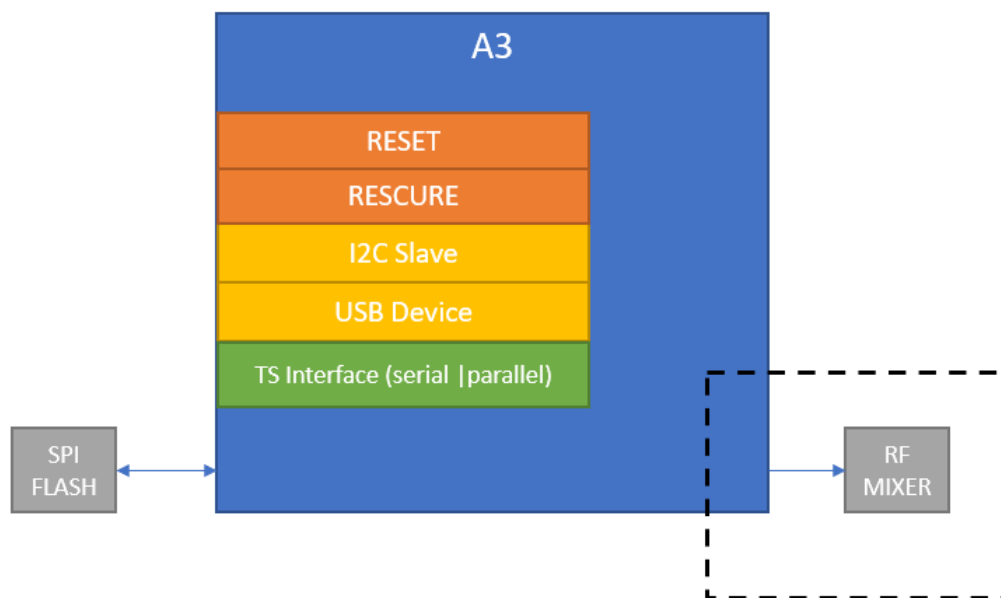 A3
RESET
RESCURE
I2C Slave
USB Device
TS Interface (serial |parallel)
SPI
FLASH
RF
MIXER